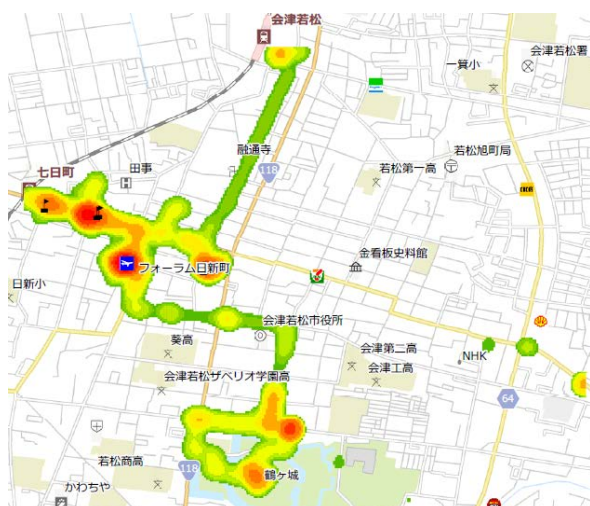 会津若松
会津若松署
一箕小
融通寺
若松旭町局
七日町
田事
118
若松第一高
金看板史料館
フォーラム日新町
日新小
会津若松市役所
葵高
会津第二高
NHK
会津工高
会津若松ザベリオ学園高
64
若松商高
118
鶴ヶ城
かわちや